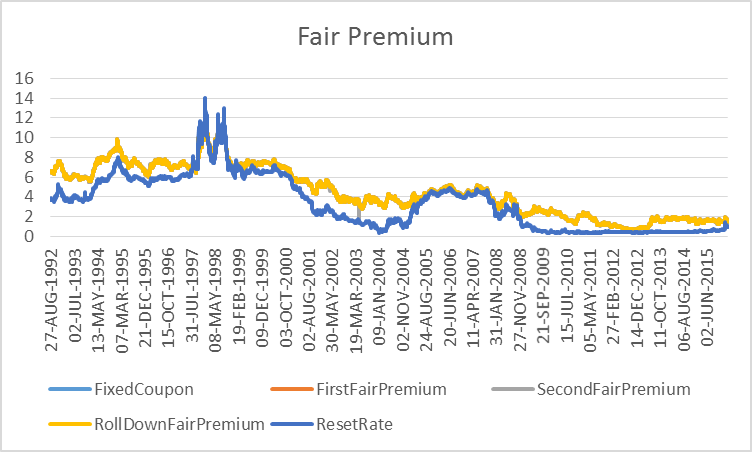 Fair Premium
16
14
12
10
8
6
4
2
0
27-AUG-1992
02-JUL-1993
13-MAY-1994
07-MAR-1995
21-DEC-1995
15-OCT-1996
31-JUL-1997
08-MAY-1998
19-FEB-1999
09-DEC-1999
03-OCT-2000
02-AUG-2001
30-MAY-2002
19-MAR-2003
09-JAN-2004
02-NOV-2004
24-AUG-2005
20-JUN-2006
11-APR-2007
31-JAN-2008
27-NOV-2008
21-SEP-2009
15-JUL-2010
05-MAY-2011
27-FEB-2012
14-DEC-2012
11-OCT-2013
06-AUG-2014
02-JUN-2015
FixedCoupon FirstFairPremium SecondFairPremium
RollDownFairPremium ResetRate